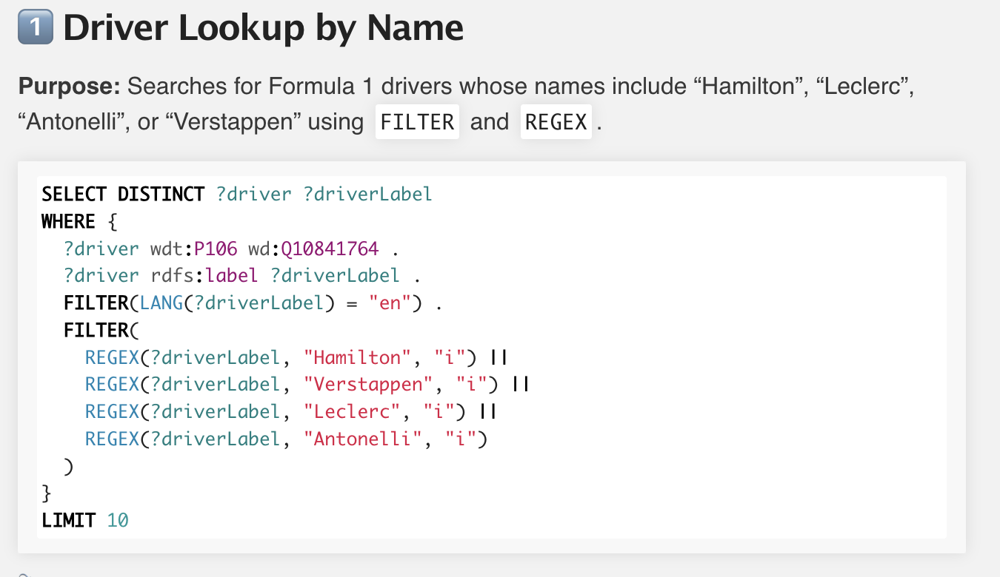 1 Driver Lookup by Name
Purpose: Searches for Formula 1 drivers whose names include “Hamilton”, “Leclerc”,
“Antonelli”, or “Verstappen” using FILTER and REGEX .
SELECT DISTINCT ?driver ?driverLabel
WHERE {
  ?driver wdt:P106 wd:Q10841764 .
  ?driver rdfs:label ?driverLabel .
  FILTER(LANG(?driverLabel) = "en") .
  FILTER(
    REGEX(?driverLabel, "Hamilton", "i") ||
    REGEX(?driverLabel, "Verstappen", "i") ||
    REGEX(?driverLabel, "Leclerc", "i") ||
    REGEX(?driverLabel, "Antonelli", "i")
  )
}
LIMIT 10